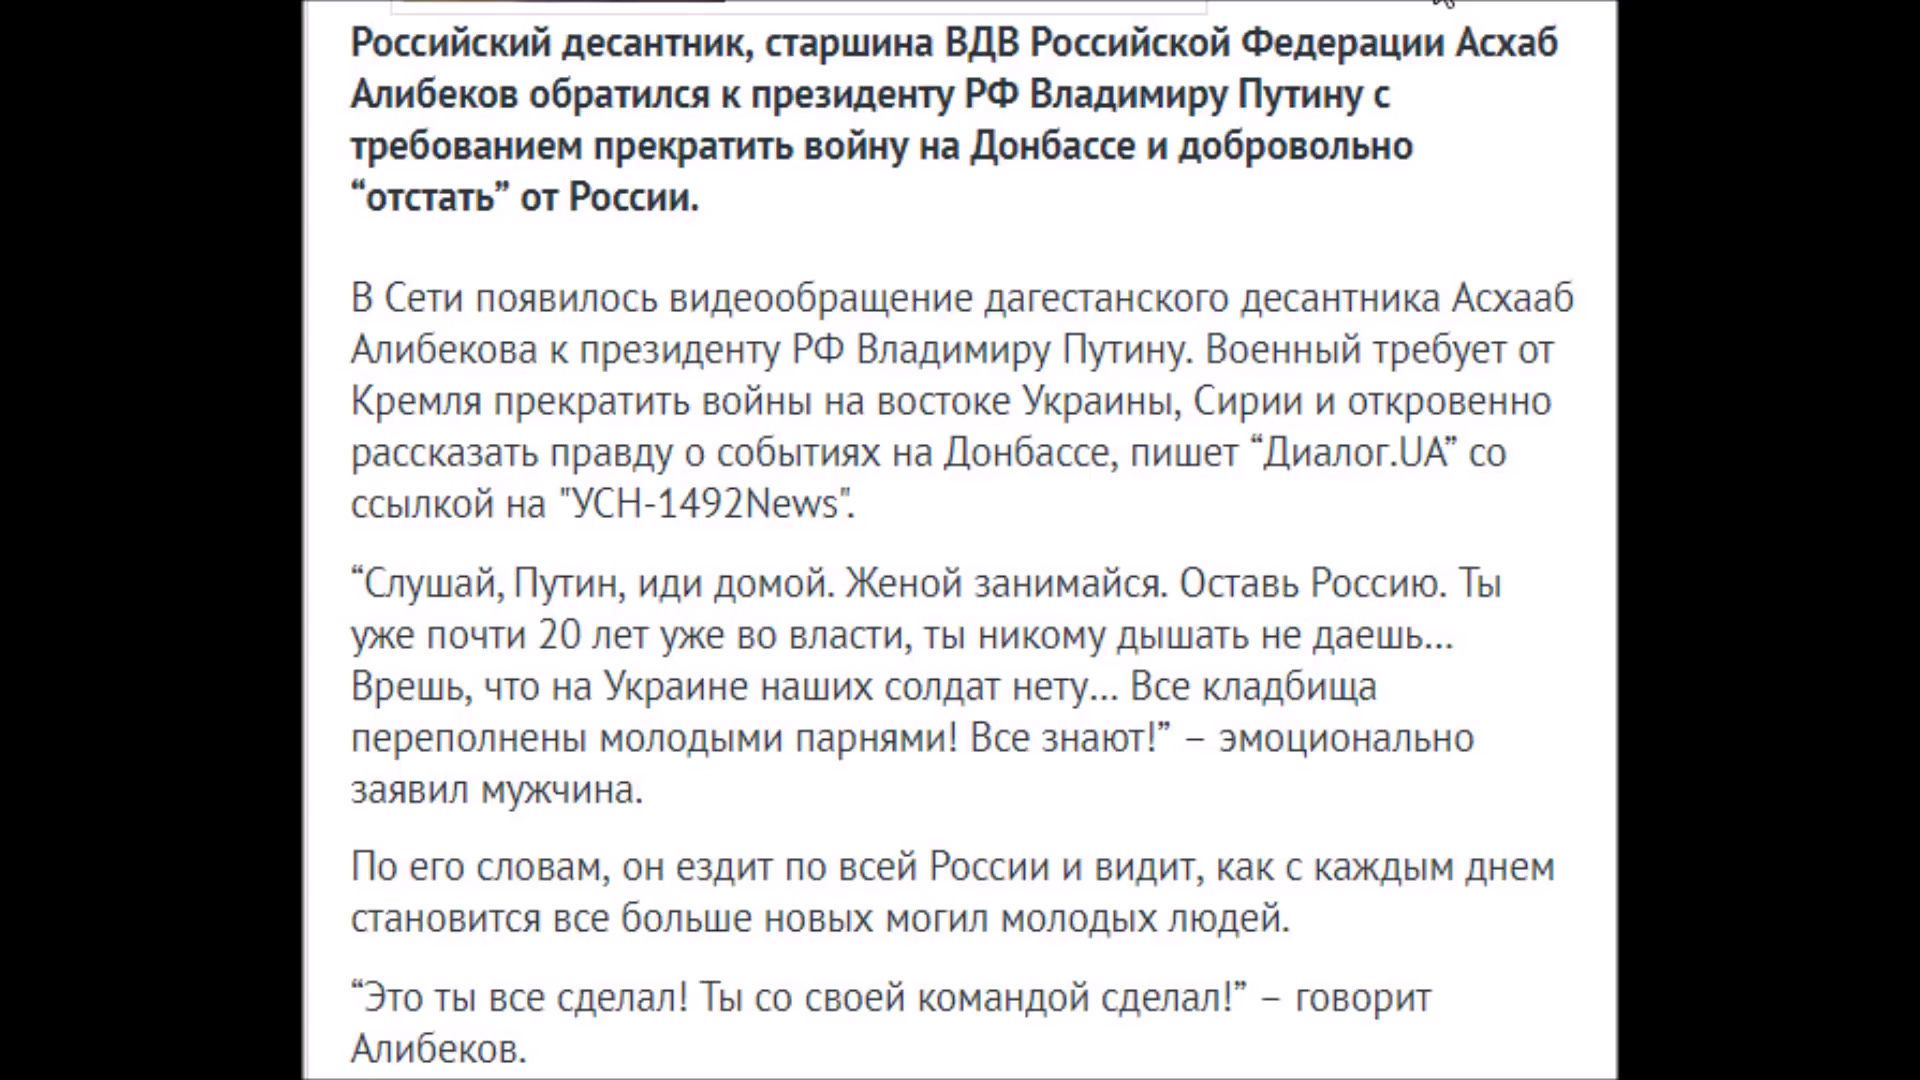 Российский десантник, старшина ВДВ Российской Федерации Асхаб
Алибеков обратился к президенту РФ Владимиру Путину с
требованием прекратить войну на Донбассе и добровольно
“отстать” от России.
В Сети появилось видеообращение дагестанского десантника Асхааб
Алибекова к президенту РФ Владимиру Путину. Военный требует от
Кремля прекратить войны на востоке Украины, Сирии и откровенно
рассказать правду о событиях на Донбассе, пишет “Диалог.UA” со
ссылкой на "УСН-1492News".
“Слушай, Путин, иди домой. Женой занимайся. Оставь Россию. Ты
уже почти 20 лет уже во власти, ты никому дышать не даешь...
Врешь, что на Украине наших солдат нету... Все кладбища
переполнены молодыми парнями! Все знают!” – эмоционально
заявил мужчина.
По его словам, он ездит по всей России и видит, как с каждым днем
становится все больше новых могил молодых людей.
“Это ты все сделал! Ты со своей командой сделал!” – говорит
Алибеков.